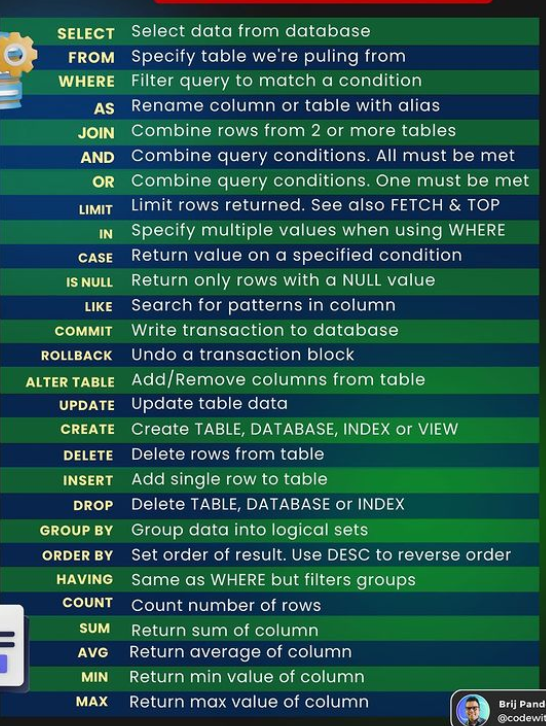 SELECT Select data from database
FROM Specify table we're puling from
WHERE Filter query to match a condition
AS Rename column or table with alias
JOIN Combine rows from 2 or more tables
AND Combine query conditions. All must be met
OR Combine query conditions. One must be met
LIMIT Limit rows returned. See also FETCH & TOP
IN Specify multiple values when using WHERE
CASE Return value on a specified condition
IS NULL Return only rows with a NULL value
LIKE Search for patterns in column
COMMIT Write transaction to database
ROLLBACK Undo a transaction block
ALTER TABLE Add/Remove columns from table
UPDATE Update table data
CREATE Create TABLE, DATABASE, INDEX or VIEW
DELETE Delete rows from table
INSERT Add single row to table
DROP Delete TABLE, DATABASE or INDEX
GROUP BY Group data into logical sets
ORDER BY Set order of result. Use DESC to reverse order
HAVING Same as WHERE but filters groups
COUNT Count number of rows
SUM Return sum of column
AVG Return average of column
MIN Return min value of column
MAX Return max value of column
Brij Pand